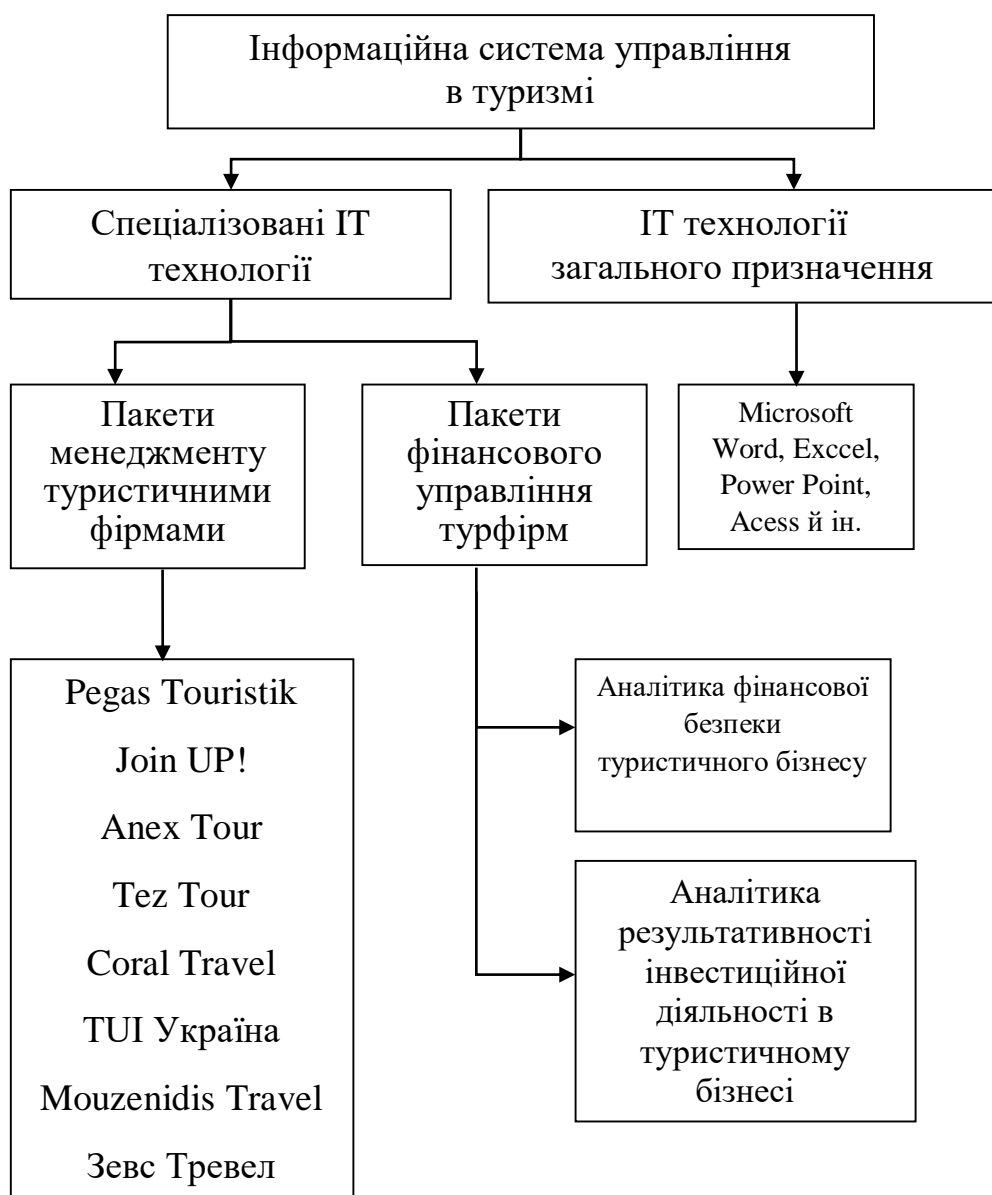 Інформаційна система управління
в туризмі
Спеціалізовані ІТ
технології
ІТ технології
загального призначення
Пакети
менеджменту
туристичними
фірмами
Пакети
фінансового
управління
турфірм
Microsoft
Word, Exccel,
Power Point,
Acess й ін.
Pegas Touristik
Join UP!
Anex Tour
Tez Tour
Coral Travel
TUI Україна
Mouzenidis Travel
Зевс Тревел
Аналітика фінансової
безпеки
туристичного бізнесу
Аналітика
результативності
інвестиційної
діяльності в
туристичному
бізнесі